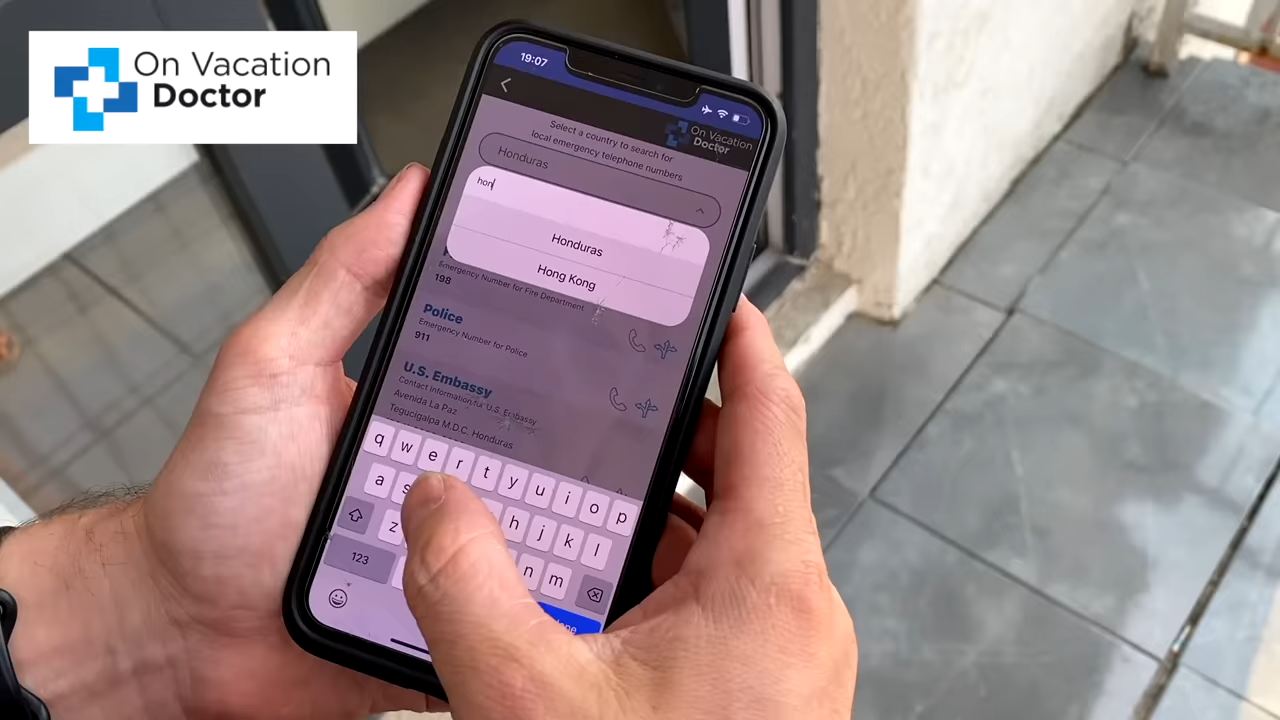 On Vacation
Doctor
19:07
On Vacation
Doctor
Select a country to search for
local emergency telephone numbers
Honduras
hon
Honduras
Hong Kong
Emergency Number for Fire Department
198
Police
Emergency Number for Police
911
U.S. Embassy
Contact Information for U.S. Embassy
Avenida La Paz
Tegucigalpa M.D.C. Honduras
q w e r t y u i o p
a s h j k l
z n m
123